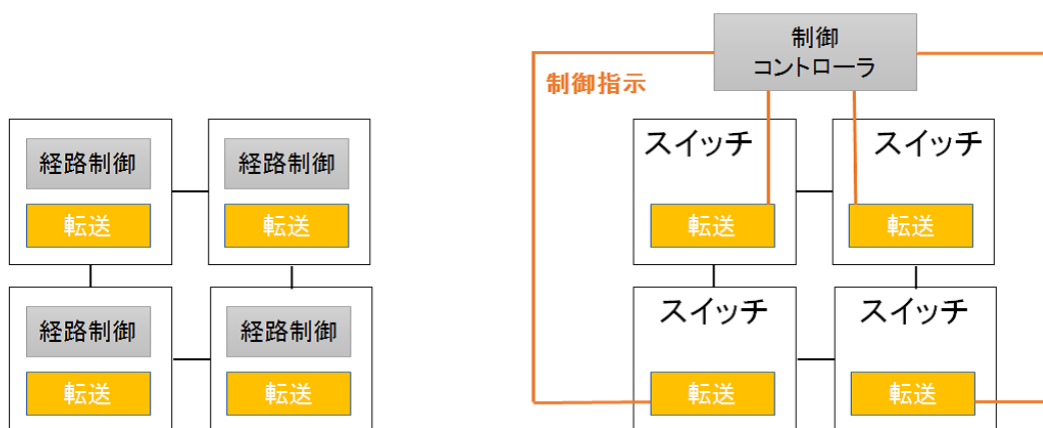 経路制御
転送
経路制御
転送
経路制御
転送
経路制御
転送
制御
コントローラ
制御指示
スイッチ
転送
スイッチ
転送
スイッチ
転送
スイッチ
転送